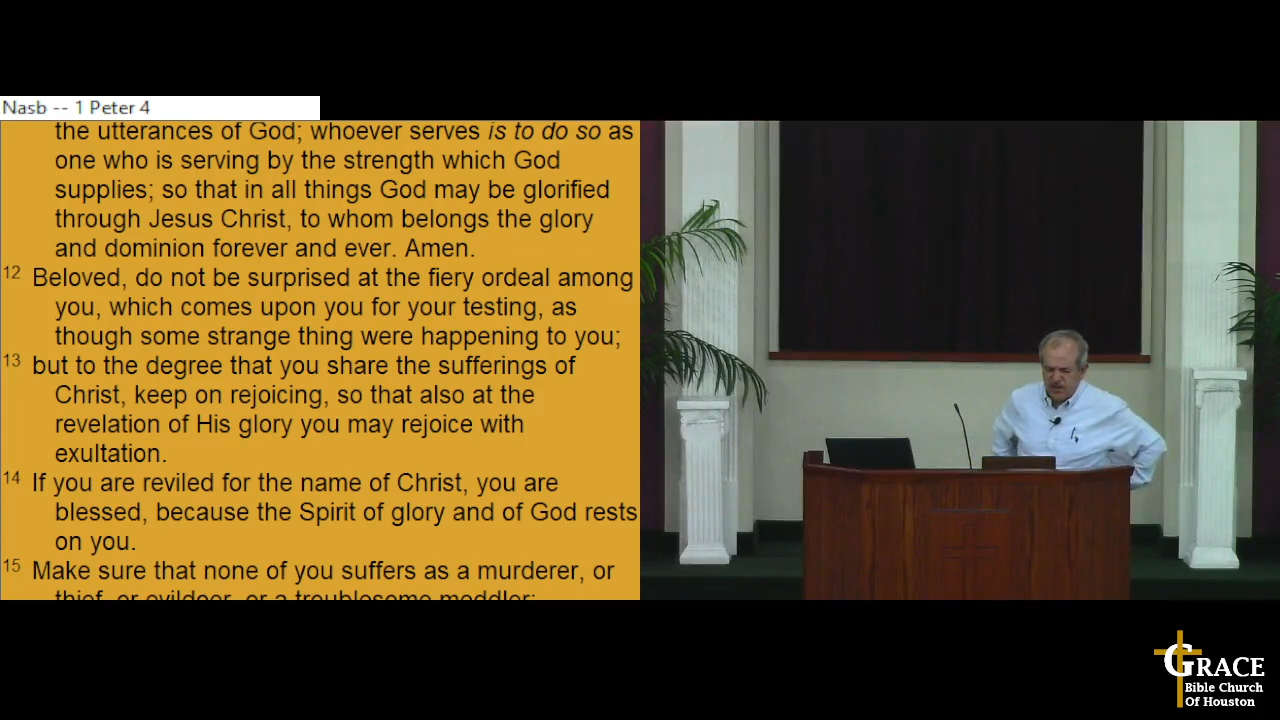 Nasb -- 1 Peter 4
the utterances of God; whoever serves is to do so as
one who is serving by the strength which God
supplies; so that in all things God may be glorified
through Jesus Christ, to whom belongs the glory
and dominion forever and ever. Amen.
12 Beloved, do not be surprised at the fiery ordeal among
you, which comes upon you for your testing, as
though some strange thing were happening to you;
13 but to the degree that you share the sufferings of
Christ, keep on rejoicing, so that also at the
revelation of His glory you may rejoice with
exultation.
14 If you are reviled for the name of Christ, you are
blessed, because the Spirit of glory and of God rests
on you.
15 Make sure that none of you suffers as a murderer, or
thief, or evildoer, or a troublesome meddler;
GRACE
Bible Church
Of Houston